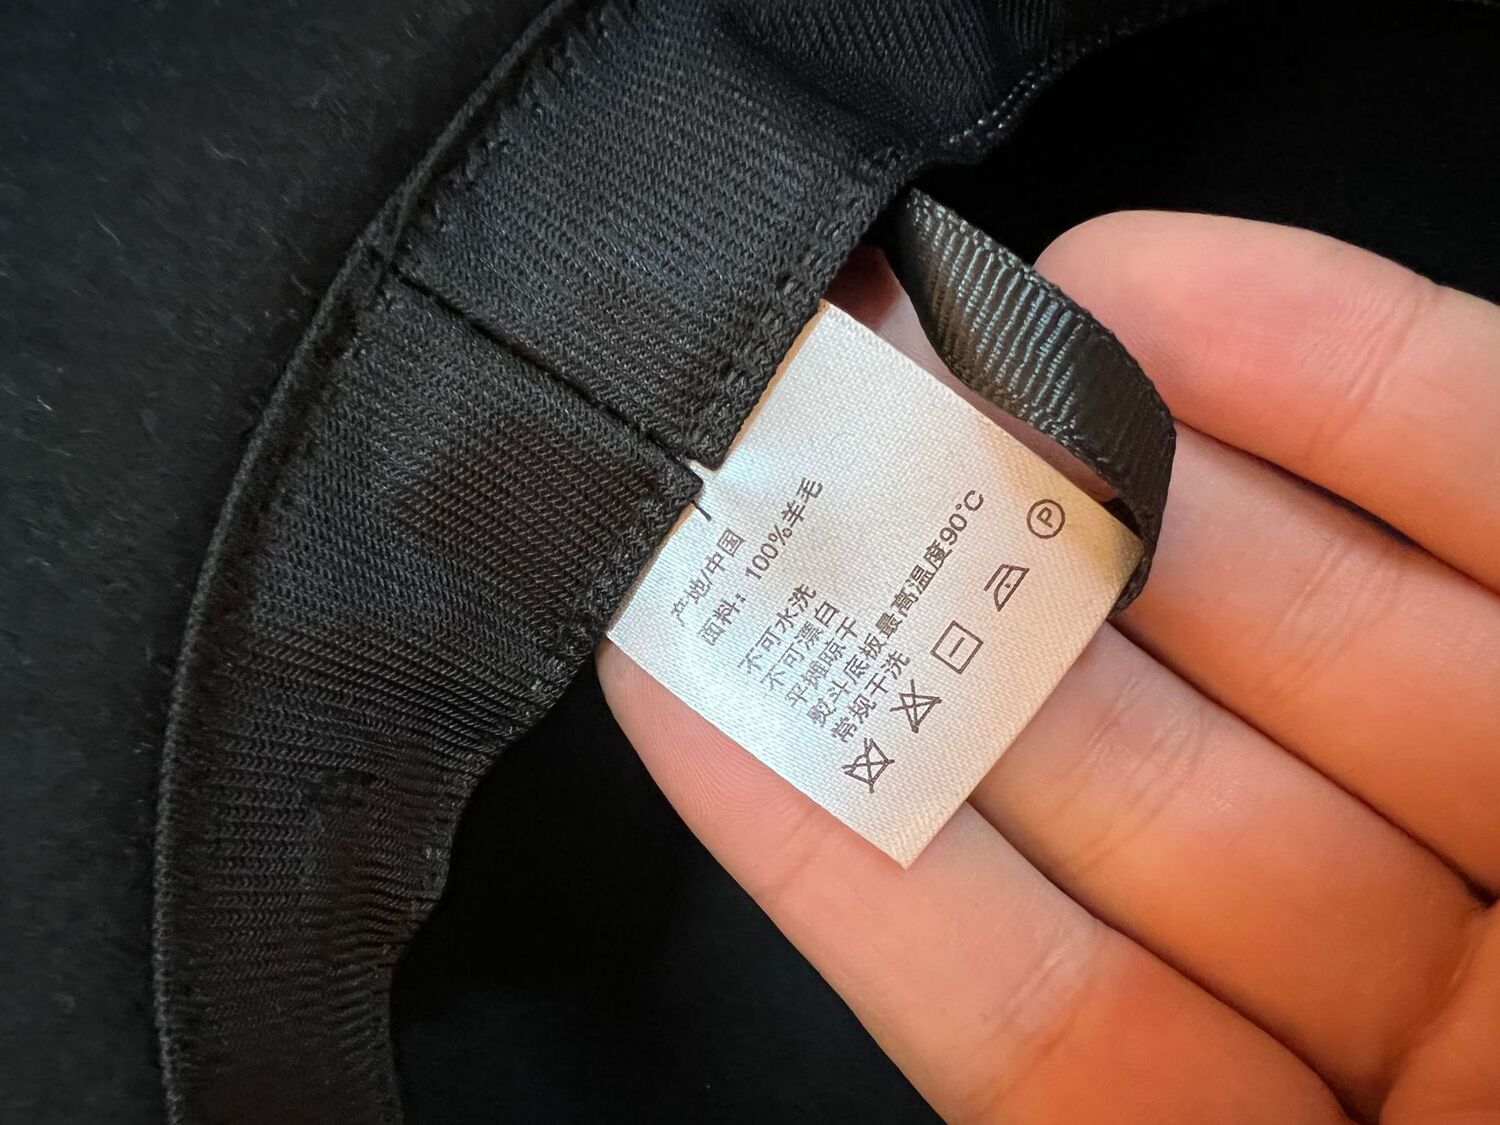 产地/中国
面料：100%羊毛
不可水洗
不可漂白
平摊晾干
熨斗底板最高温度90°C
常规干洗
P